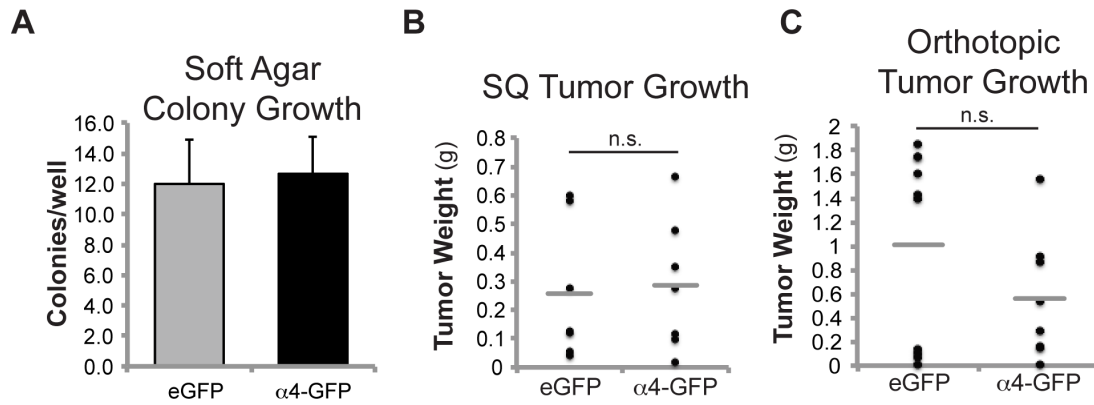 A
Soft Agar
Colony Growth
Colonies/well
16.0
14.0
12.0
10.0
8.0
6.0
4.0
2.0
0.0
eGFP
α4-GFP
B
SQ Tumor Growth
Tumor Weight (g)
n.s.
0.8
0.7
0.6
0.5
0.4
0.3
0.2
0.1
0
eGFP
α4-GFP
C
Orthotopic
Tumor Growth
Tumor Weight (g)
n.s.
2
1.8
1.6
1.4
1.2
1
0.8
0.6
0.4
0.2
0
eGFP
α4-GFP